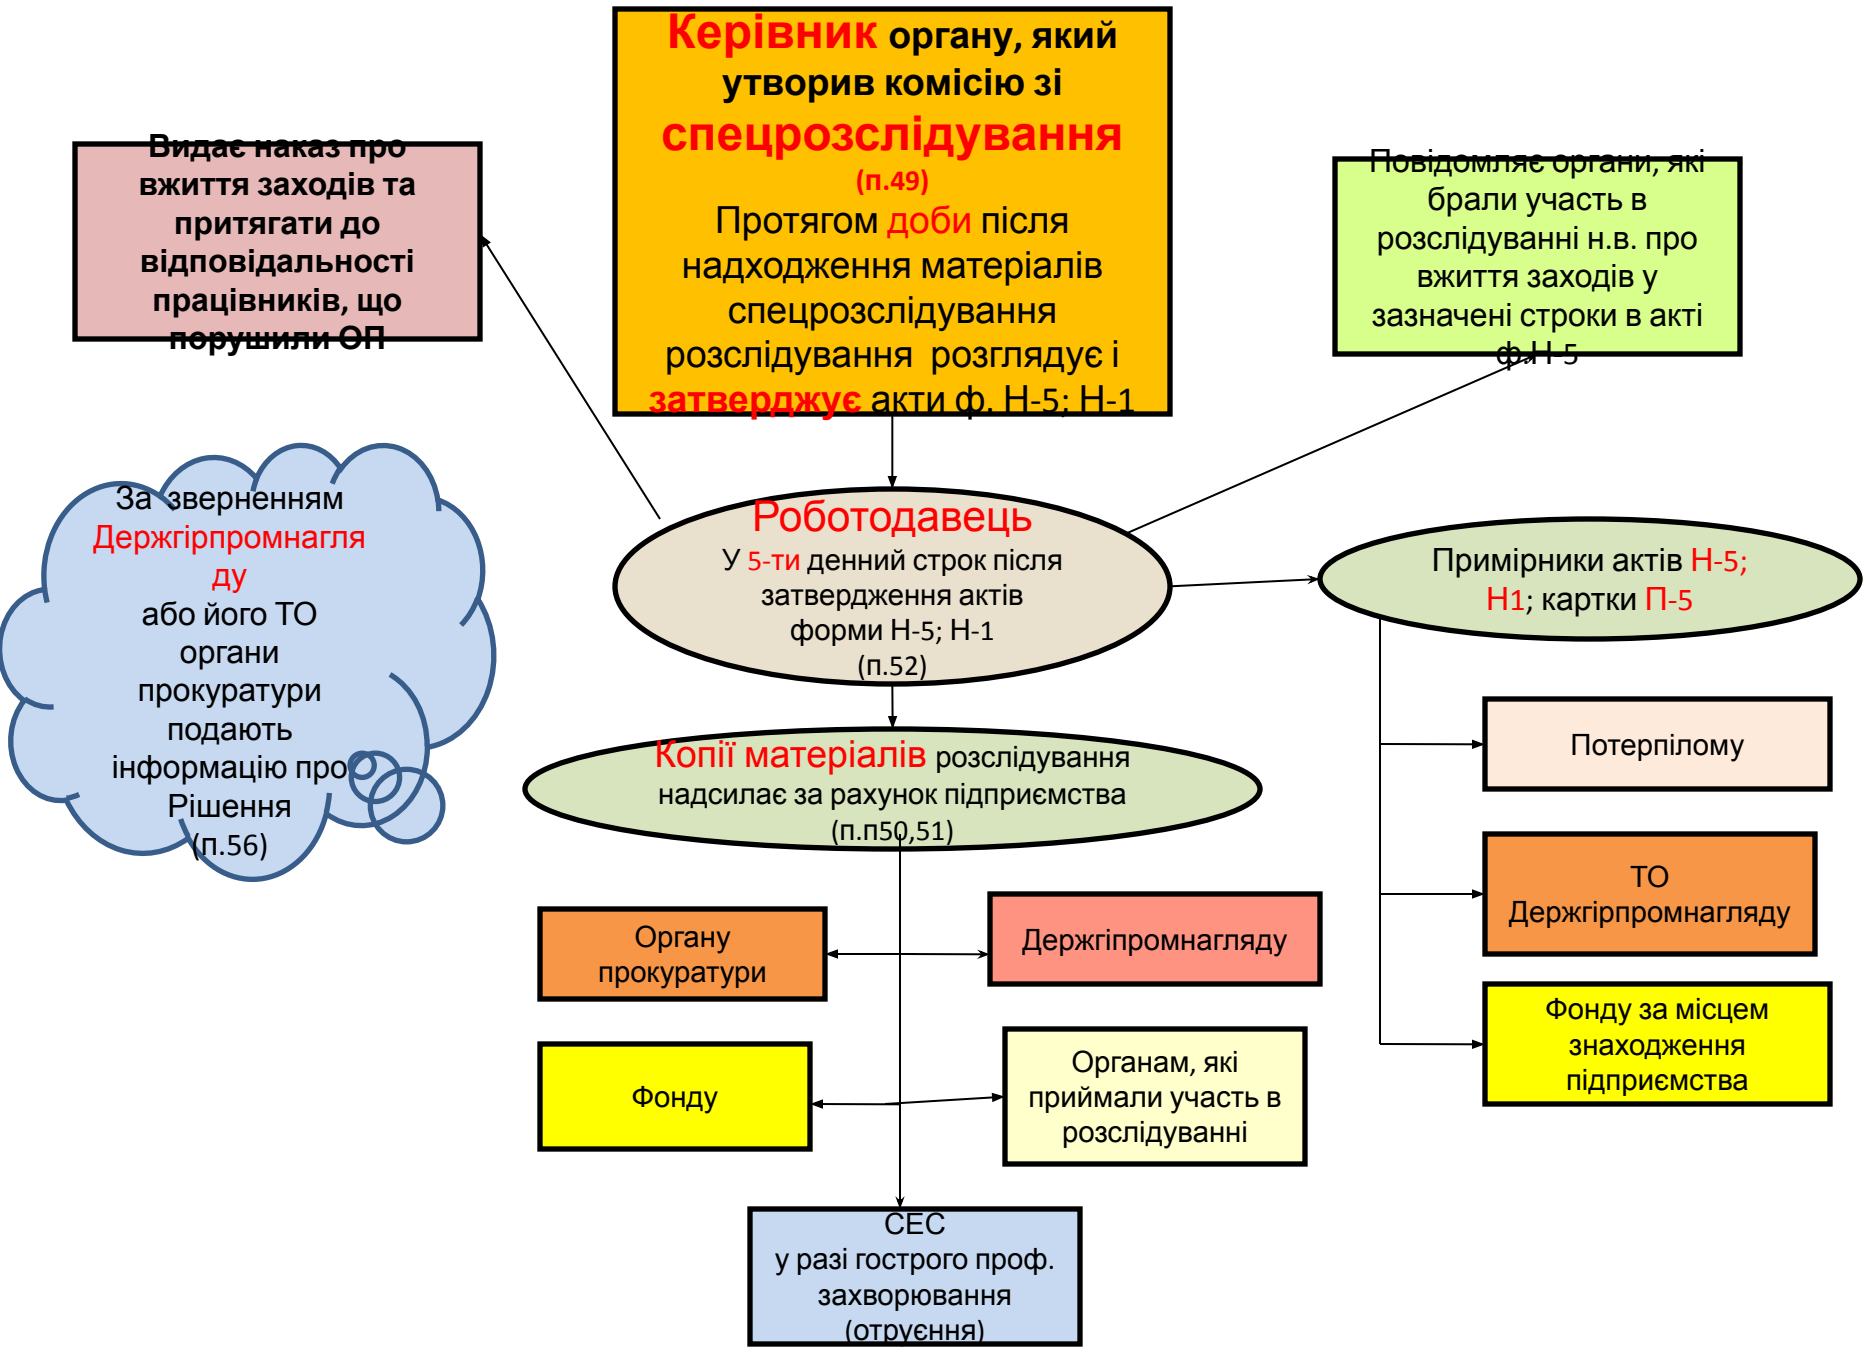 Керівник органу, який
утворив комісію зі
спецрозслідування
(п.49)
Протягом доби після
надходження матеріалів
спецрозслідування
розслідування розглядує і
затверджує акти ф. Н-5; Н-1
Видає наказ про
вжиття заходів та
притягати до
відповідальності
працівників, що
порушили ОП
Повідомляє органи, які
брали участь в
розслідуванні н.в. про
вжиття заходів у
зазначені строки в акті
ф.Н-5
За зверненням
Держгірпромнагля
ду
або його ТО
органи
прокуратури
подають
інформацію про
Рішення
(п.56)
Роботодавець
У 5-ти денний строк після
затвердження актів
форми Н-5; Н-1
(п.52)
Примірники актів Н-5;
Н1; картки П-5
Копії матеріалів розслідування
надсилає за рахунок підприємства
(п.п50,51)
Потерпілому
ТО
Держгірпромнагляду
Фонду за місцем
знаходження
підприємства
Органу
прокуратури
Держгіпромнагляду
Фонду
Органам, які
приймали участь в
розслідуванні
СЕС
у разі гострого проф.
захворювання
(отруєння)